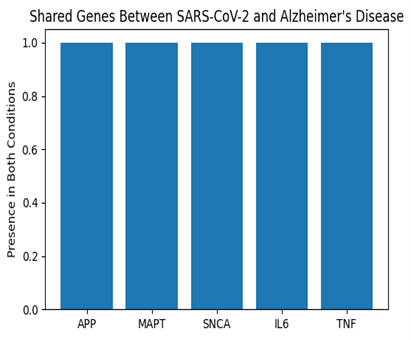 Shared Genes Between SARS-CoV-2 and Alzheimer's Disease
Presence in Both Conditions
1.0
0.8
0.6
0.4
0.2
0.0
APP MAPT SNCA IL6 TNF